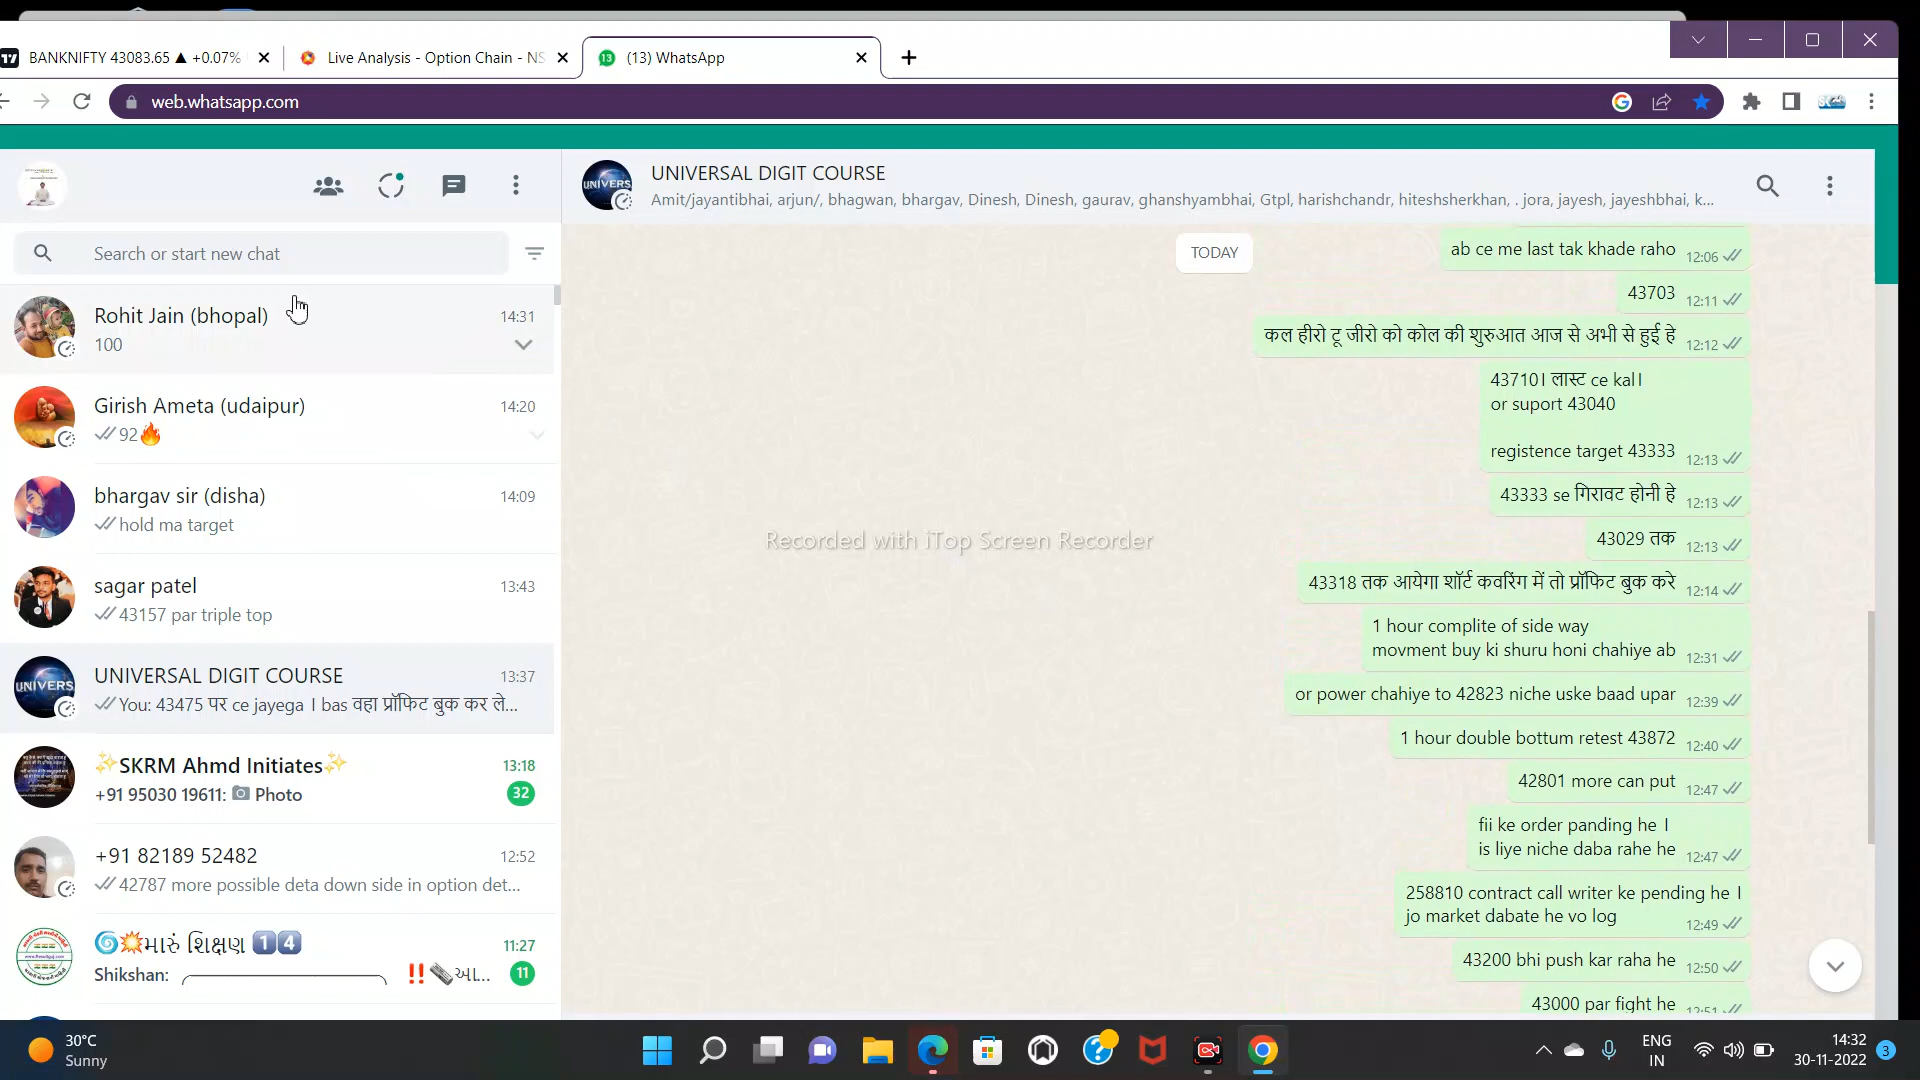 BANKNIFTY 43083.65 ▲ +0.07%
Live Analysis - Option Chain - NS
(13) WhatsApp
web.whatsapp.com
UNIVERSAL DIGIT COURSE
Amit/jayantibhai, arjun/, bhagwan, bhargav, Dinesh, Dinesh, gaurav, ghanshyambhai, Gtpl, harishchandr, hiteshsherkhan, . jora, jayesh, jayeshbhai, k...
Search or start new chat
Rohit Jain (bhopal) 14:31
100
Girish Ameta (udaipur) 14:20
92🔥
bhargav sir (disha) 14:09
hold ma target
sagar patel 13:43
43157 par triple top
UNIVERSAL DIGIT COURSE 13:37
You: 43475 पर ce jayega । bas वहा प्रॉफिट बुक कर ले...
✨SKRM Ahmd Initiates✨ 13:18
+91 95030 19611: 📷 Photo 32
+91 82189 52482 12:52
42787 more possible deta down side in option det...
🌀💥મારું શિક્ષણ 1️⃣4️⃣ 11:27
Shikshan: ‼️ આ... 11
TODAY
ab ce me last tak khade raho 12:06
43703 12:11
कल हीरो टू जीरो को कोल की शुरुआत आज से अभी से हुई हे 12:12
43710। लास्ट ce kal।
or suport 43040
registence target 43333 12:13
43333 se गिरावट होनी हे 12:13
43029 तक 12:13
43318 तक आयेगा शॉर्ट कवरिंग में तो प्रॉफिट बुक करे 12:14
1 hour complite of side way
movment buy ki shuru honi chahiye ab 12:31
or power chahiye to 42823 niche uske baad upar 12:39
1 hour double bottum retest 43872 12:40
42801 more can put 12:47
fii ke order panding he ।
is liye niche daba rahe he 12:47
258810 contract call writer ke pending he ।
jo market dabate he vo log 12:49
43200 bhi push kar raha he 12:50
43000 par fight he 12:51
Recorded with iTop Screen Recorder
30°C
Sunny
ENG
IN
14:32
30-11-2022
3